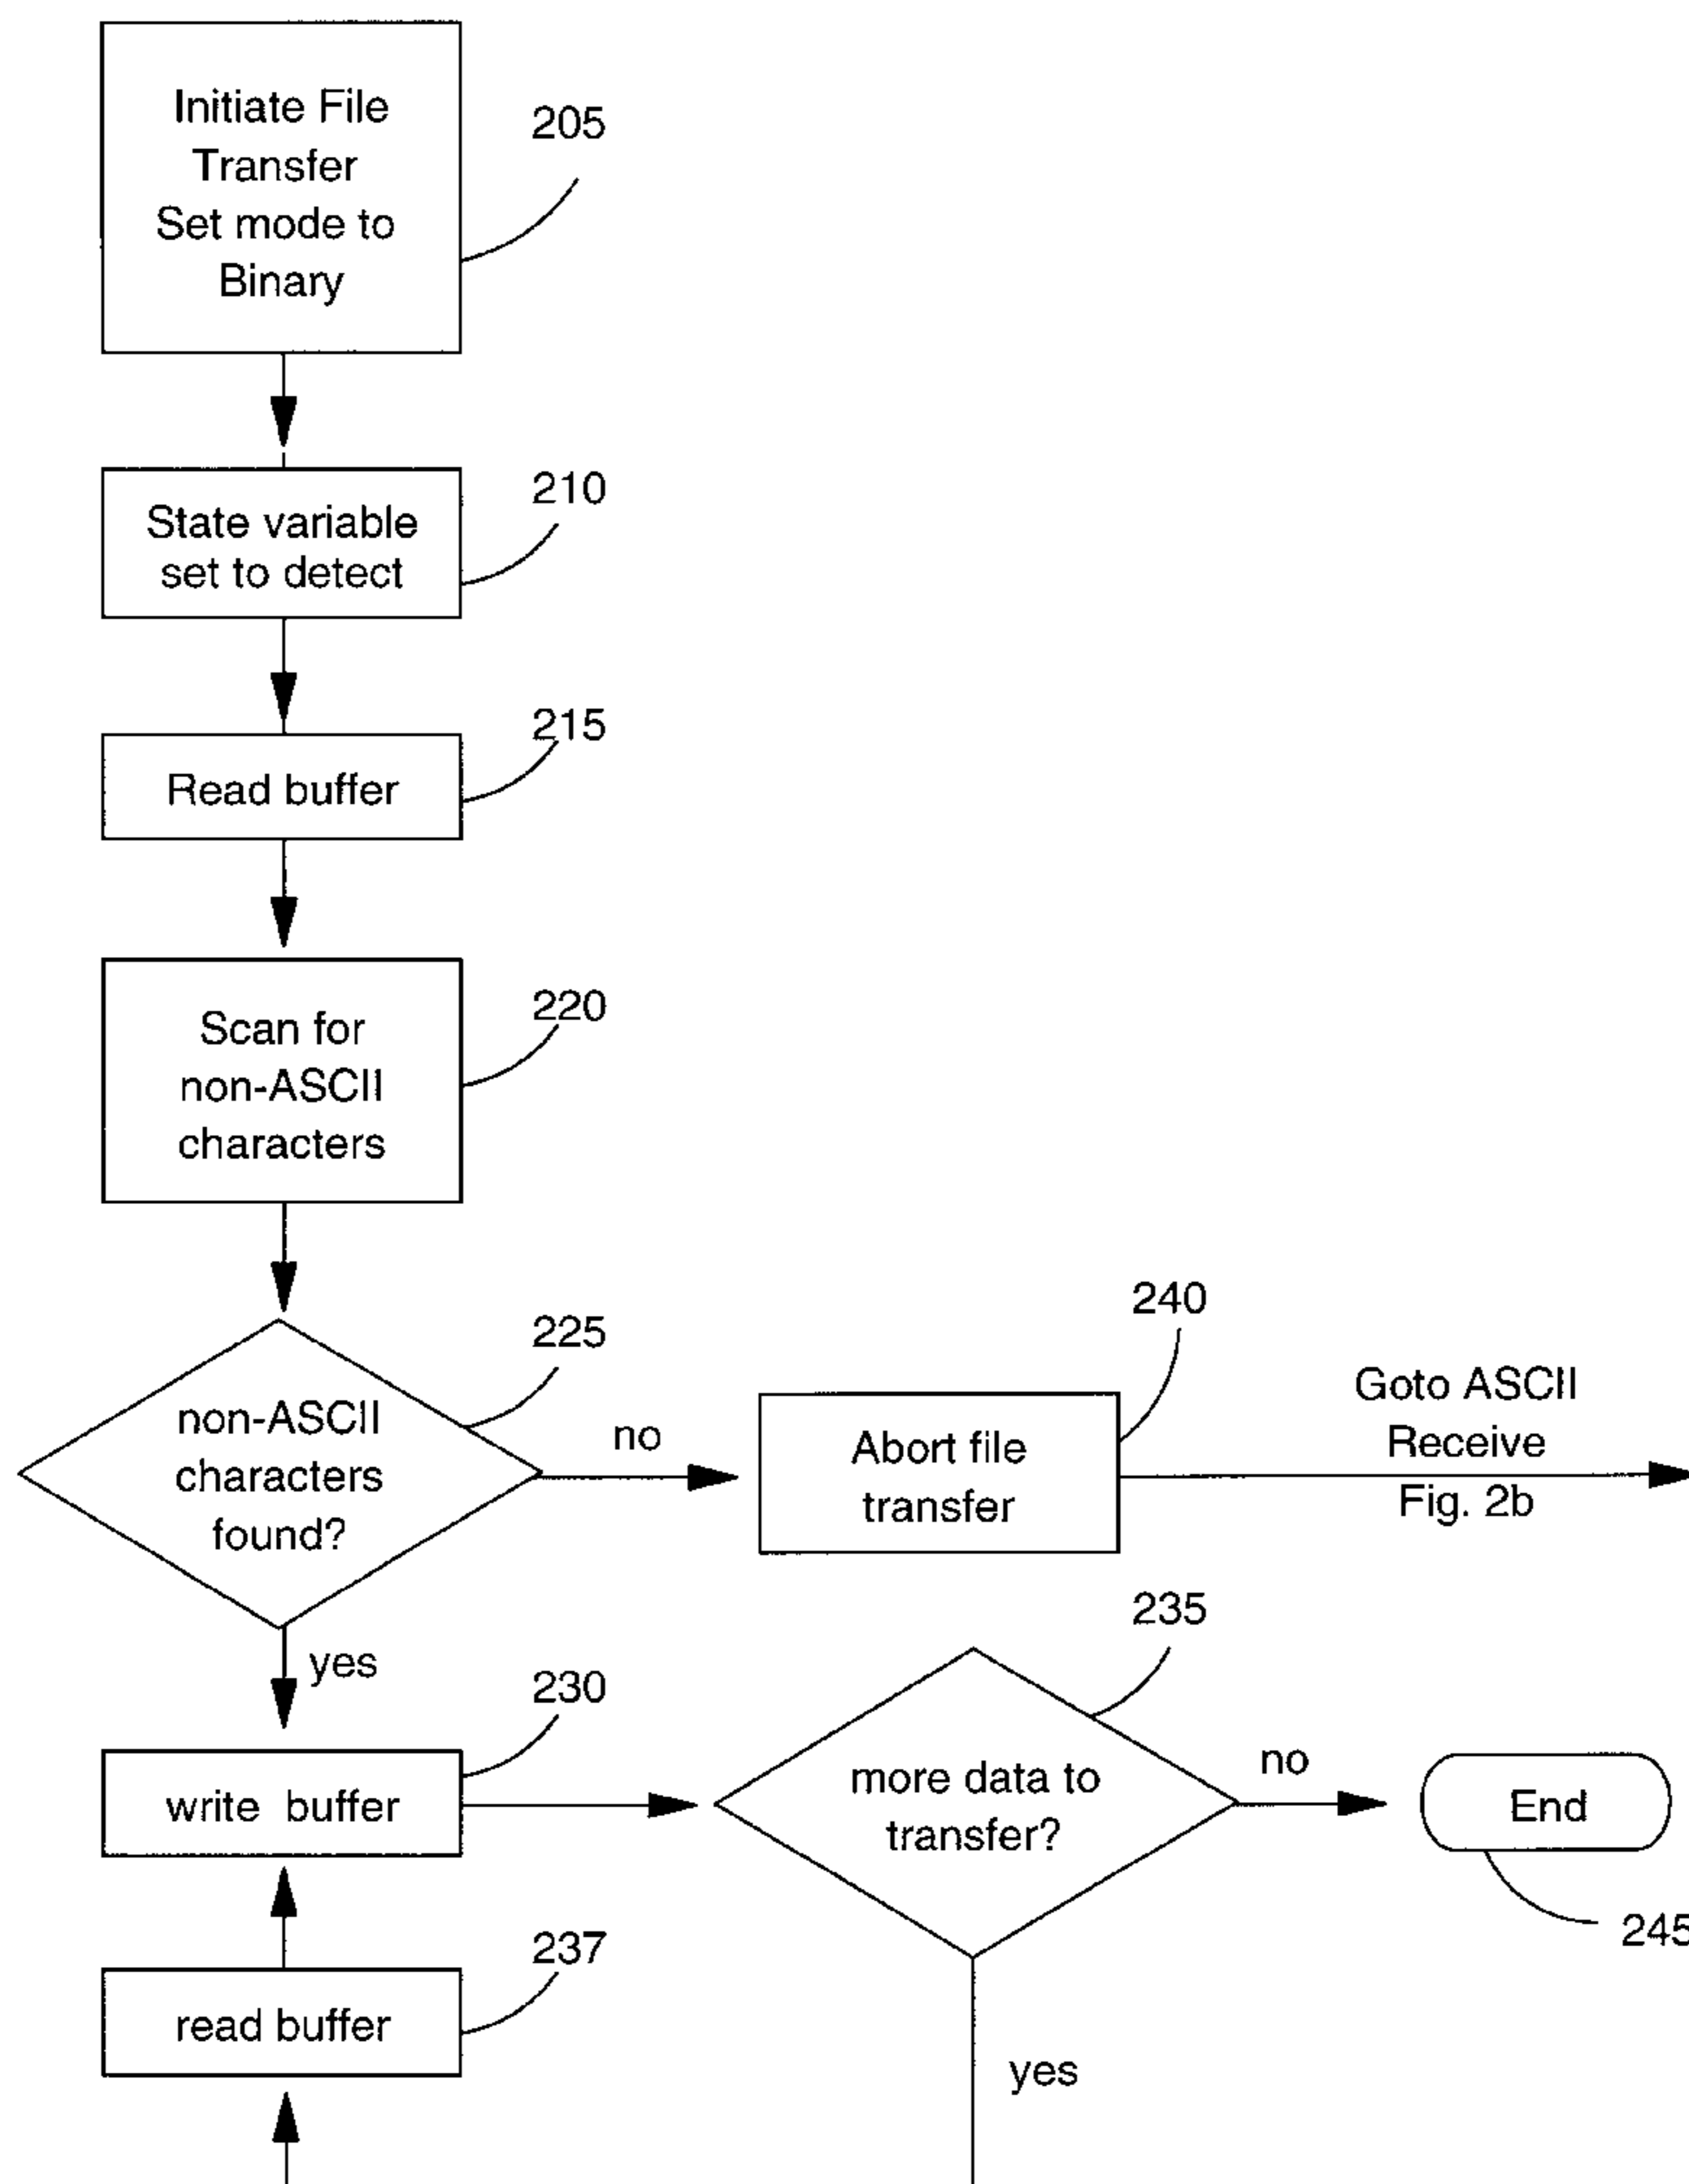 Initiate File
Transfer
Set mode to
Binary
205
State variable
set to detect
210
Read buffer
215
Scan for
non-ASCII
characters
220
non-ASCII
characters
found?
225
no
Abort file
transfer
240
Goto ASCII
Receive
Fig. 2b
yes
write buffer
230
more data to
transfer?
235
no
End
245
read buffer
237
yes